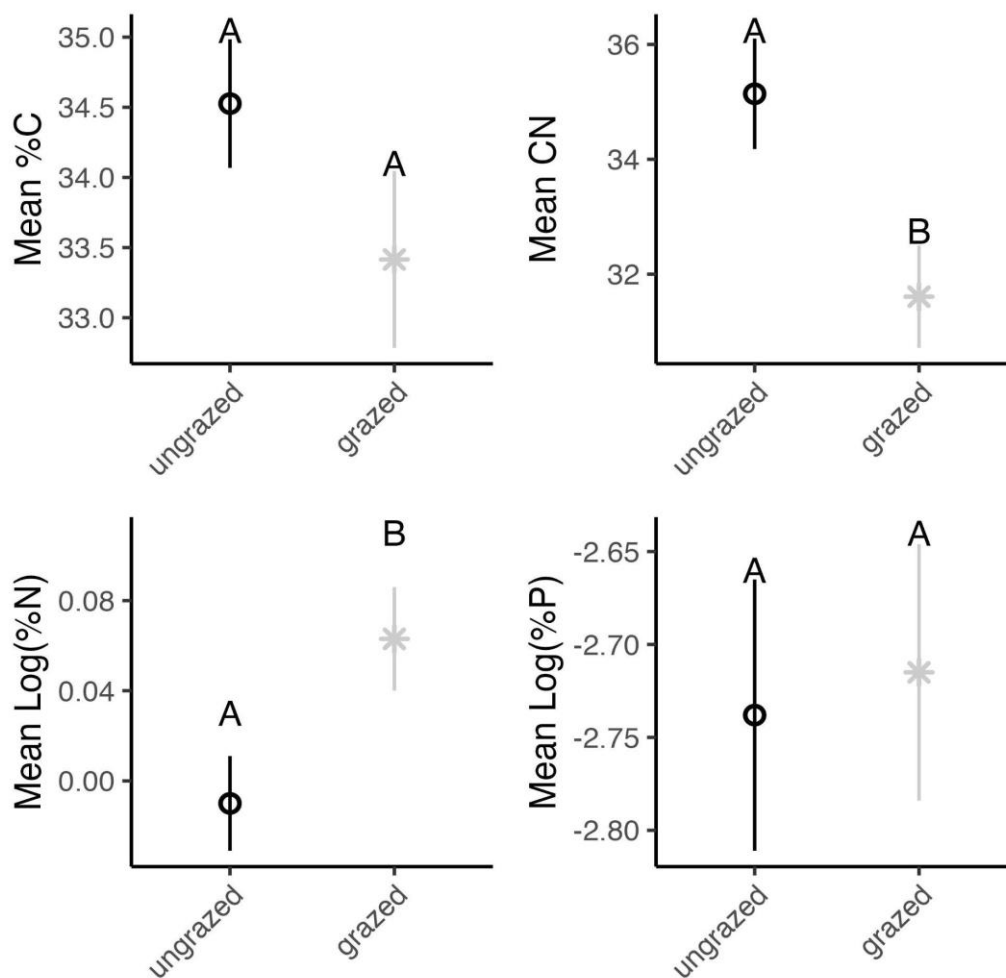 Mean %C
35.0
34.5
34.0
33.5
33.0
A
A
ungrazed
grazed
Mean CN
36
34
32
A
B
ungrazed
grazed
Mean Log(%N)
0.08
0.04
0.00
A
B
ungrazed
grazed
Mean Log(%P)
-2.65
-2.70
-2.75
-2.80
A
A
ungrazed
grazed